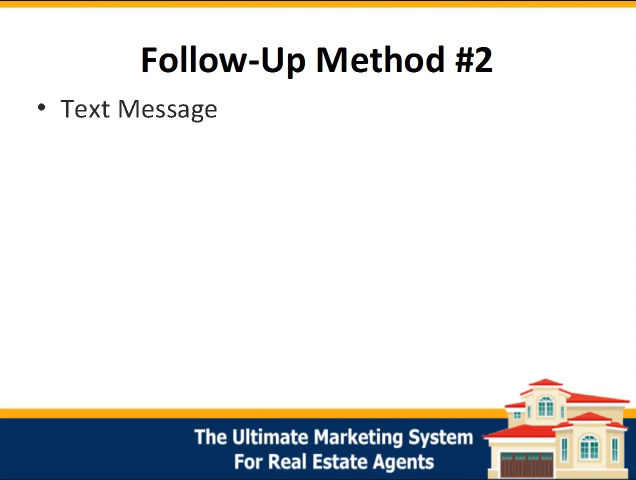 Follow-Up Method #2
• Text Message
The Ultimate Marketing System
For Real Estate Agents